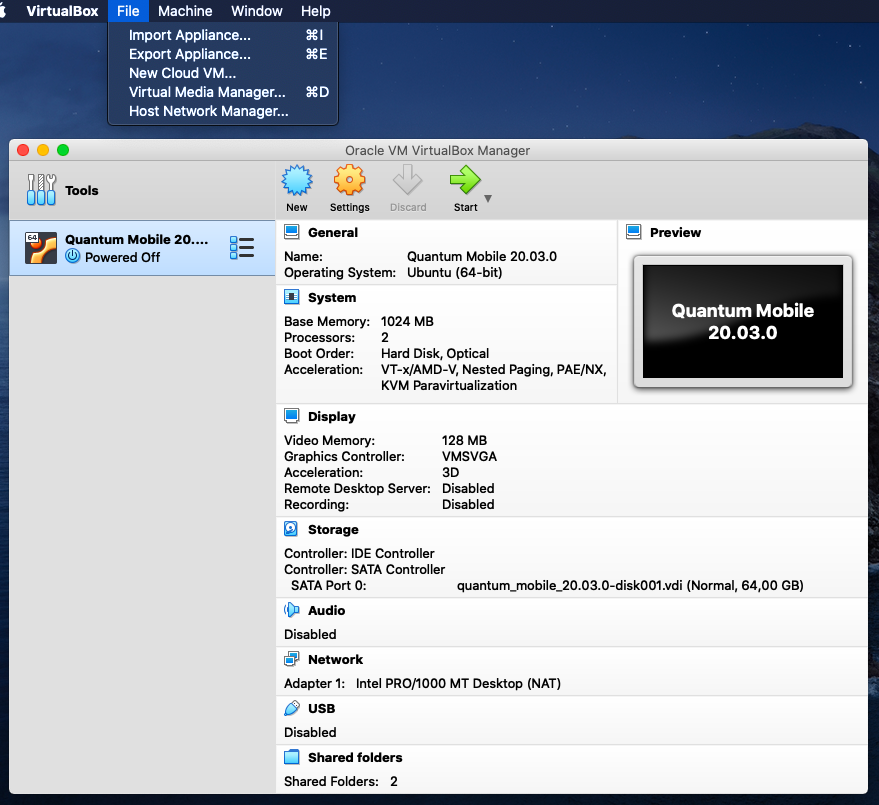 VirtualBox File Machine Window Help
Import Appliance... ⌘I
Export Appliance... ⌘E
New Cloud VM...
Virtual Media Manager... ⌘D
Host Network Manager...
Oracle VM VirtualBox Manager
Tools
New Settings Discard Start
64
Quantum Mobile 20....
Powered Off
General
Name: Quantum Mobile 20.03.0
Operating System: Ubuntu (64-bit)
Preview
Quantum Mobile
20.03.0
System
Base Memory: 1024 MB
Processors: 2
Boot Order: Hard Disk, Optical
Acceleration: VT-x/AMD-V, Nested Paging, PAE/NX,
KVM Paravirtualization
Display
Video Memory: 128 MB
Graphics Controller: VMSVGA
Acceleration: 3D
Remote Desktop Server: Disabled
Recording: Disabled
Storage
Controller: IDE Controller
Controller: SATA Controller
SATA Port 0: quantum_mobile_20.03.0-disk001.vdi (Normal, 64,00 GB)
Audio
Disabled
Network
Adapter 1: Intel PRO/1000 MT Desktop (NAT)
USB
Disabled
Shared folders
Shared Folders: 2